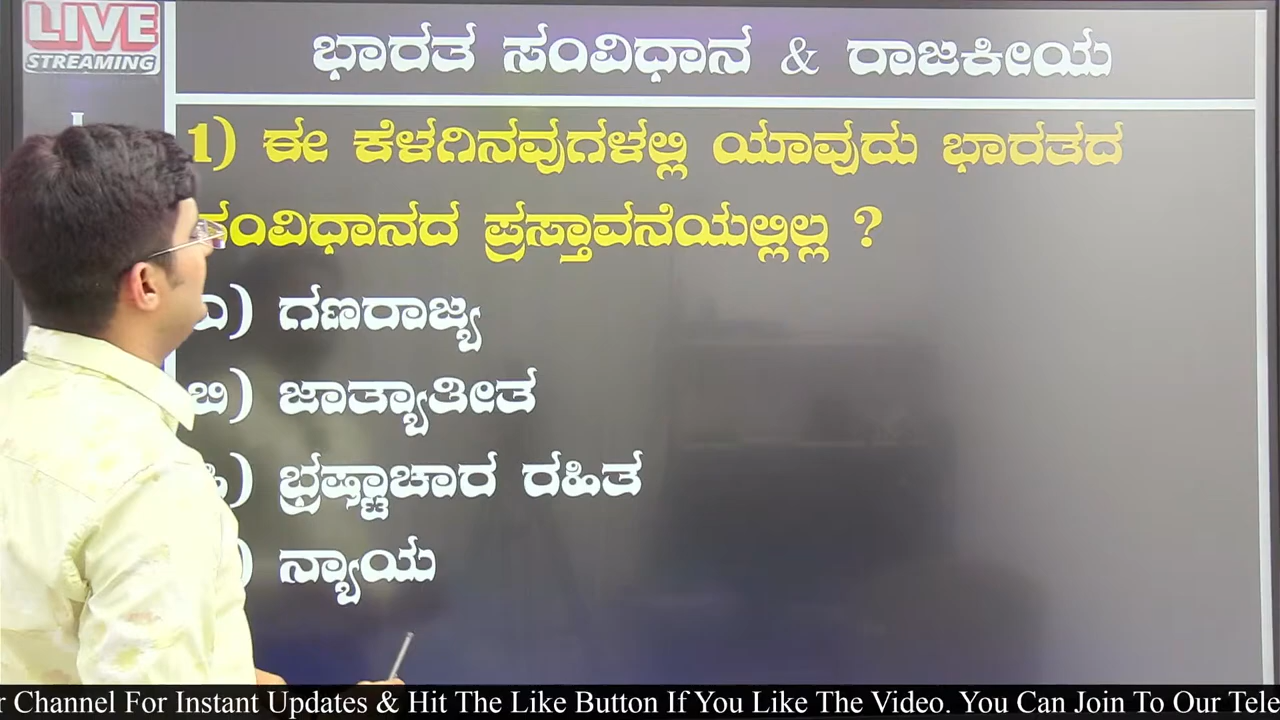 LIVE
STREAMING
ಭಾರತ ಸಂವಿಧಾನ & ರಾಜಕೀಯ
1) ಈ ಕೆಳಗಿನವುಗಳಲ್ಲಿ ಯಾವುದು ಭಾರತದ
ಸಂವಿಧಾನದ ಪ್ರಸ್ತಾವನೆಯಲ್ಲಿಲ್ಲ ?
ಗಣರಾಜ್ಯ
ಬಿ) ಜಾತ್ಯಾತೀತ
ಭ್ರಷ್ಟಾಚಾರ ರಹಿತ
ನ್ಯಾಯ
Channel For Instant Updates & Hit The Like Button If You Like The Video. You Can Join To Our Tele